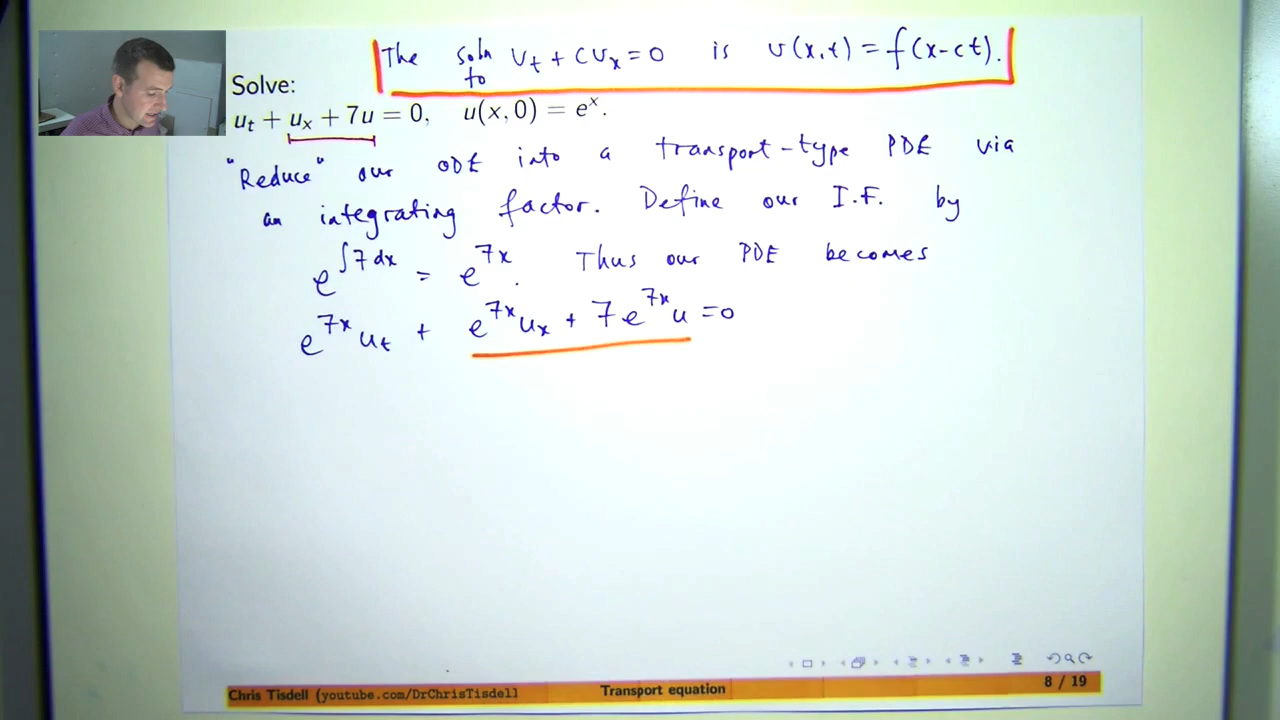 The soln to v_t + c v_x = 0 is v(x,t) = f(x-ct).
Solve:
u_t + u_x + 7u = 0, u(x, 0) = e^x.
"Reduce" our ODE into a transport-type PDE via
an integrating factor. Define our I.F. by
e^{∫7dx} = e^{7x}. Thus our PDE becomes
e^{7x} u_t + e^{7x} u_x + 7e^{7x} u = 0
8 / 19
Chris Tisdell (youtube.com/DrChrisTisdell Transport equation